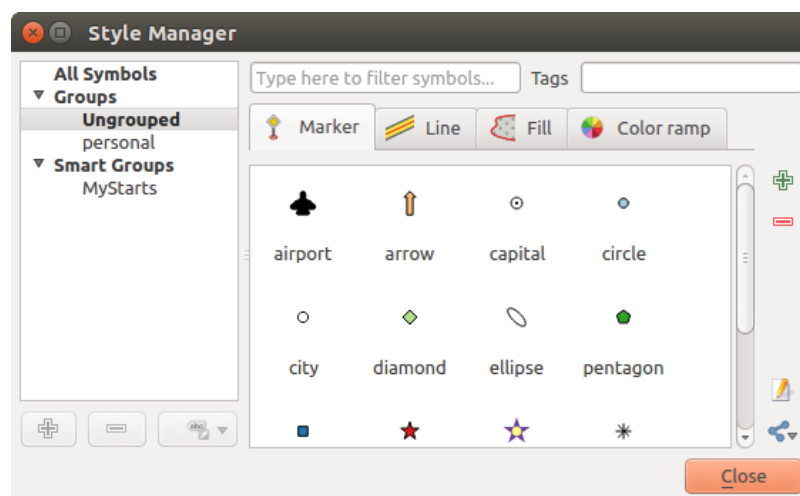 Style Manager
All Symbols
Groups
Ungrouped
personal
Smart Groups
MyStarts
Type here to filter symbols... Tags
Marker Line Fill Color ramp
airport arrow capital circle
city diamond ellipse pentagon
abc
Close